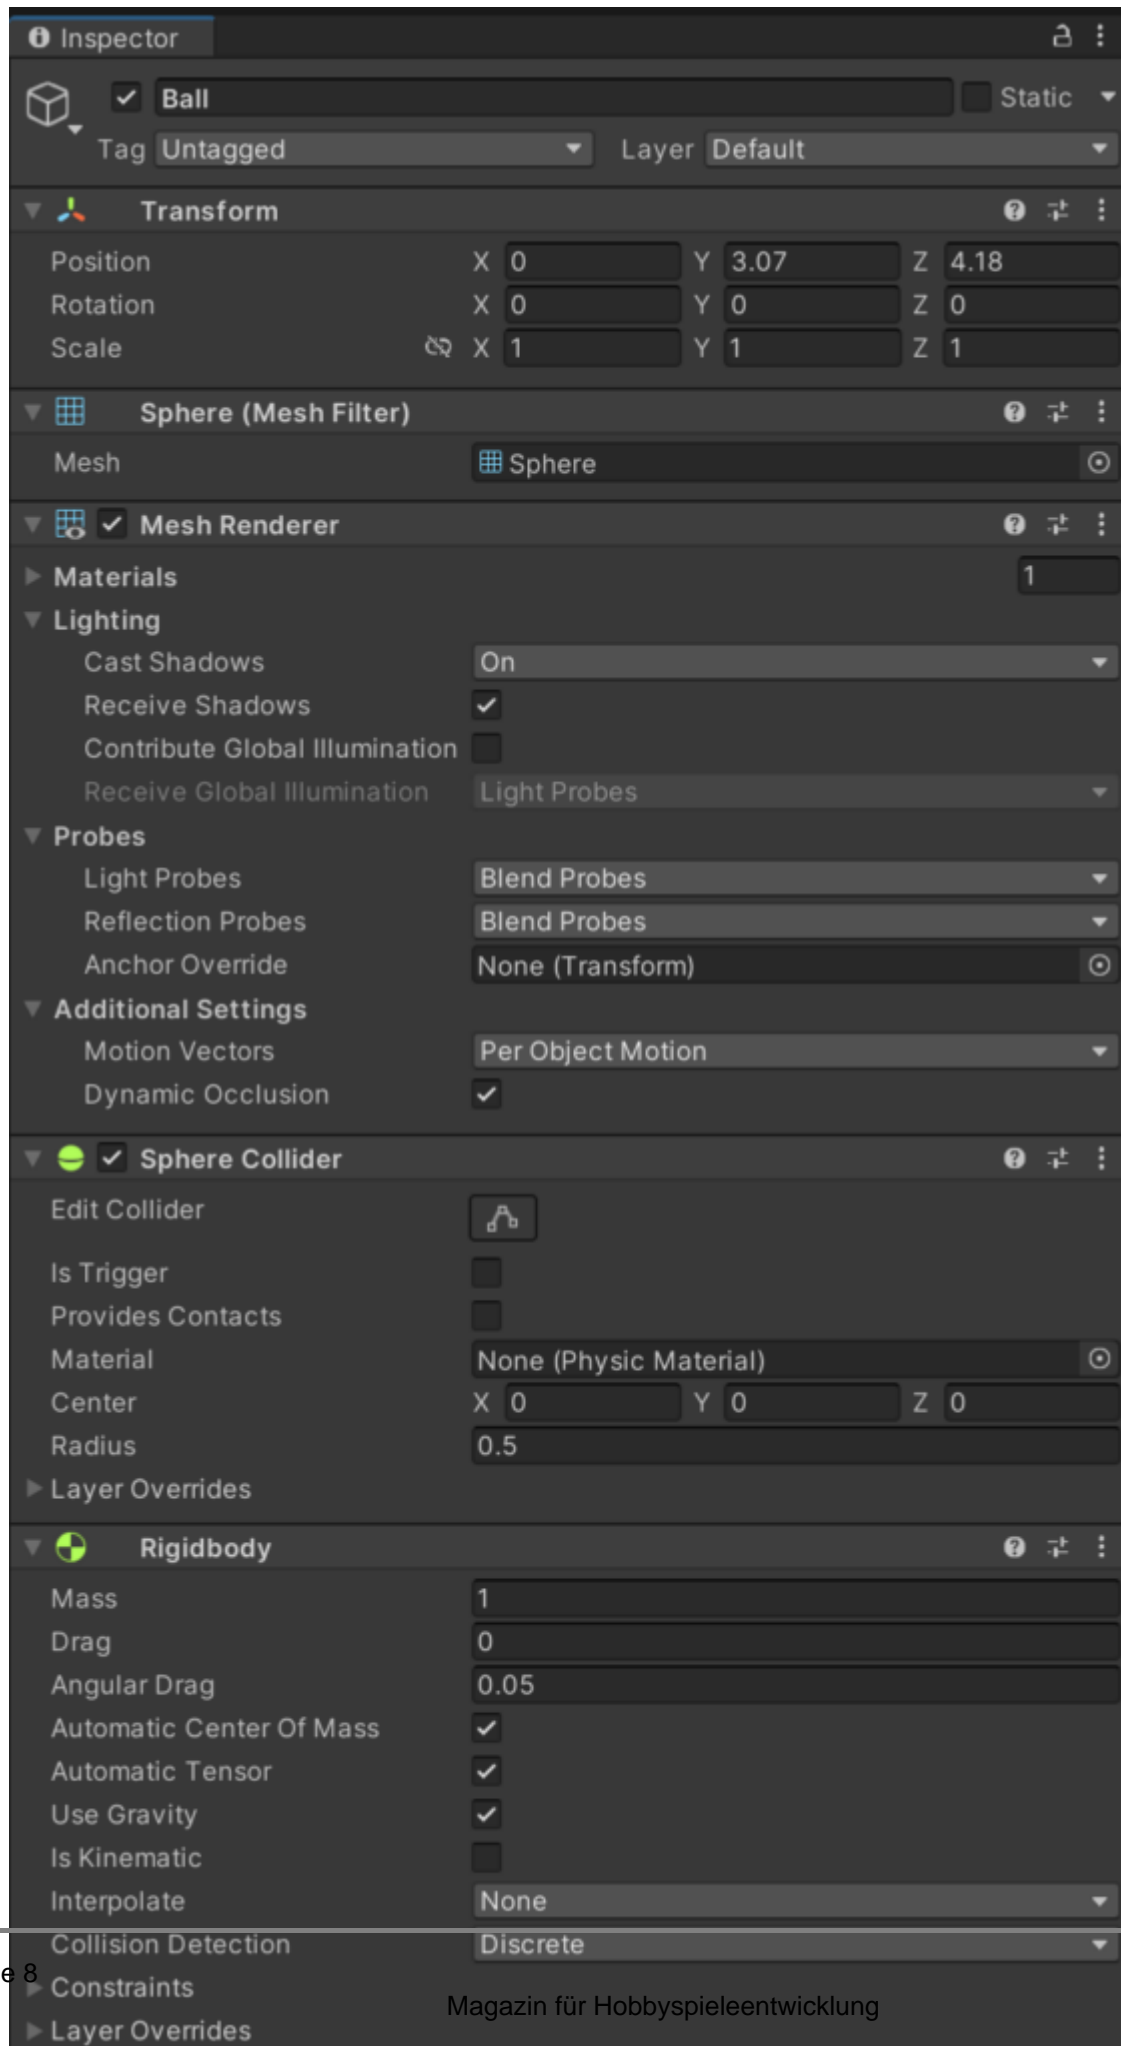 Inspector
Ball Static
Tag Untagged Layer Default
Transform
Position X 0 Y 3.07 Z 4.18
Rotation X 0 Y 0 Z 0
Scale X 1 Y 1 Z 1
Sphere (Mesh Filter)
Mesh Sphere
Mesh Renderer
Materials 1
Lighting
Cast Shadows On
Receive Shadows
Contribute Global Illumination
Receive Global Illumination Light Probes
Probes
Light Probes Blend Probes
Reflection Probes Blend Probes
Anchor Override None (Transform)
Additional Settings
Motion Vectors Per Object Motion
Dynamic Occlusion
Sphere Collider
Edit Collider
Is Trigger
Provides Contacts
Material None (Physic Material)
Center X 0 Y 0 Z 0
Radius 0.5
Layer Overrides
Rigidbody
Mass 1
Drag 0
Angular Drag 0.05
Automatic Center Of Mass
Automatic Tensor
Use Gravity
Is Kinematic
Interpolate None
Collision Detection Discrete
e 8
Constraints
Magazin für Hobbyspieleentwicklung
Layer Overrides